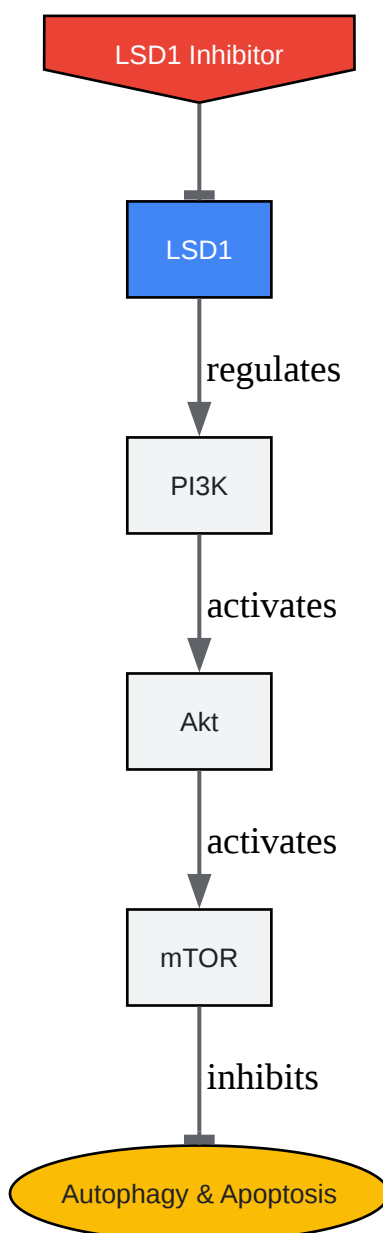 LSD1 Inhibitor
LSD1
regulates
PI3K
activates
Akt
activates
mTOR
inhibits
Autophagy & Apoptosis